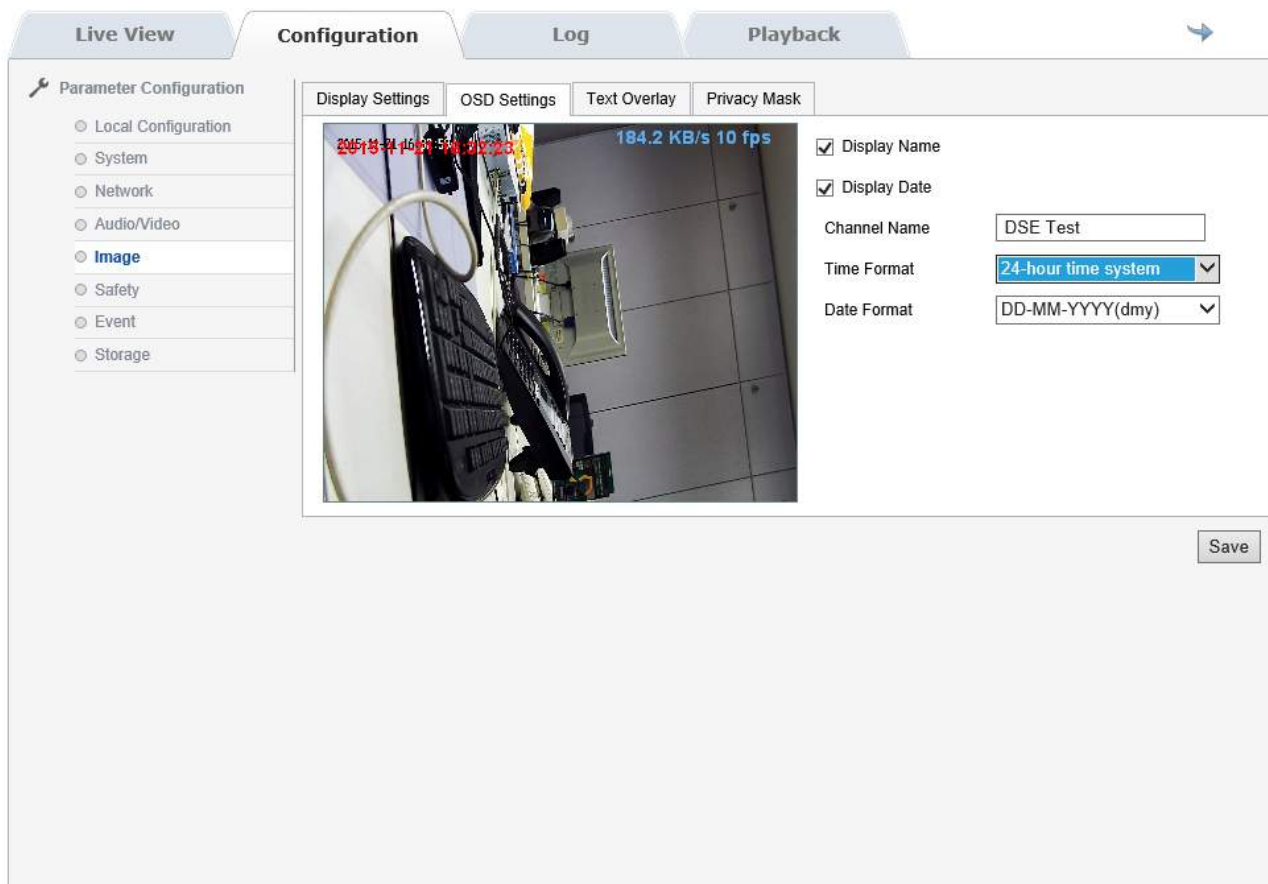 Live View
Configuration
Log
Playback
Parameter Configuration
Local Configuration
System
Network
Audio/Video
Image
Safety
Event
Storage
Display Settings
OSD Settings
Text Overlay
Privacy Mask
184.2 KB/s 10 fps
Display Name
Display Date
Channel Name
DSE Test
Time Format
24-hour time system
Date Format
DD-MM-YYYY(dmy)
Save